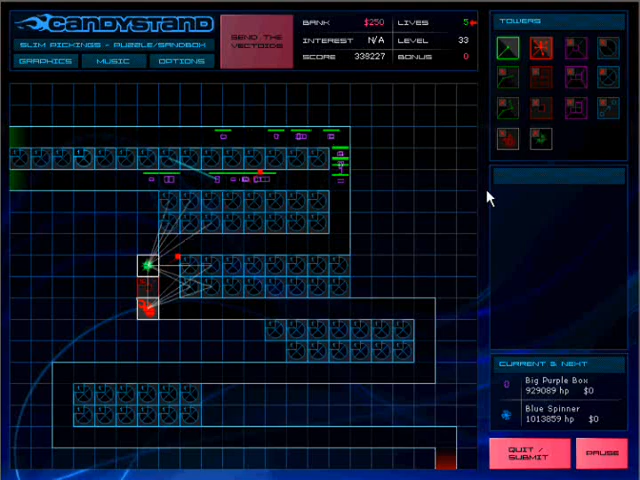 CANDYSTAND
SLIM PICKINGS - PUZZLE/SANDBOX
GRAPHICS MUSIC OPTIONS
SEND THE
VECTOIDS
BANK $250 LIVES 5
INTEREST N/A LEVEL 33
SCORE 339227 BONUS 0
TOWERS
CURRENT & NEXT
Big Purple Box
929089 hp $0
Blue Spinner
1013859 hp $0
QUIT /
SUBMIT
PAUSE